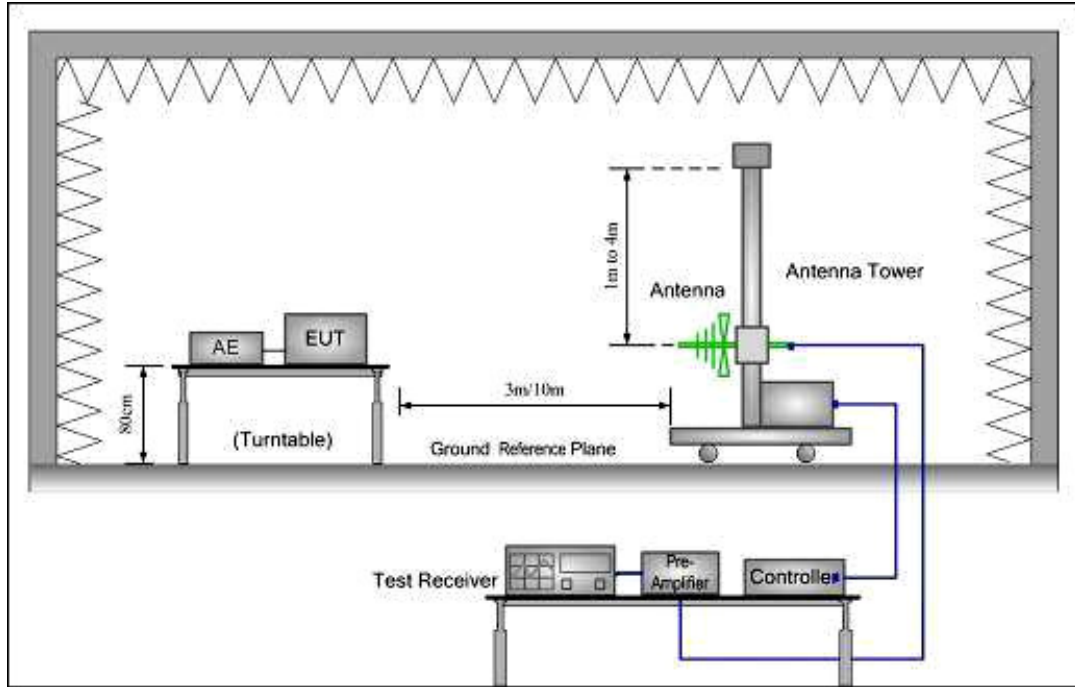 1m to 4m
Antenna
Antenna Tower
AE
EUT
80cm
3m/10m
(Turntable)
Ground Reference Plane
Test Receiver
Pre-
Amplifier
Controller